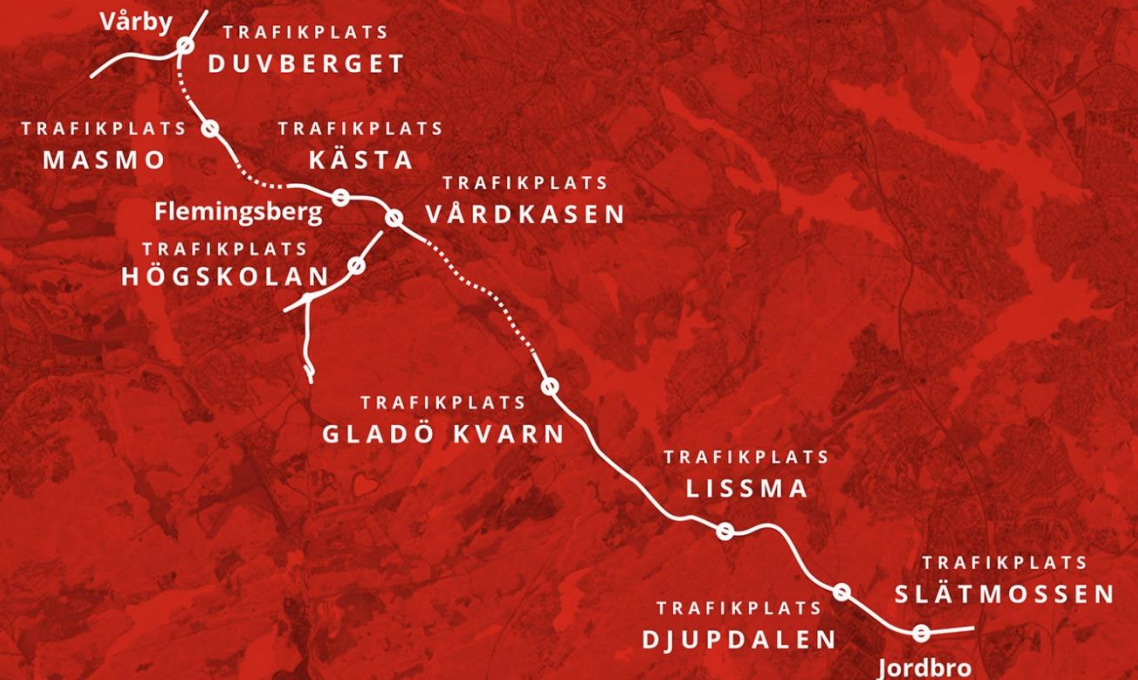 Vårby
TRAFIKPLATS
DUVBERGET
TRAFIKPLATS
MASMO
TRAFIKPLATS
KÄSTA
TRAFIKPLATS
VÅRDKASEN
Flemingsberg
TRAFIKPLATS
HÖGSKOLAN
TRAFIKPLATS
GLADÖ KVARN
TRAFIKPLATS
LISSMA
TRAFIKPLATS
SLÄTMOSSEN
TRAFIKPLATS
DJUPDALEN
Jordbro